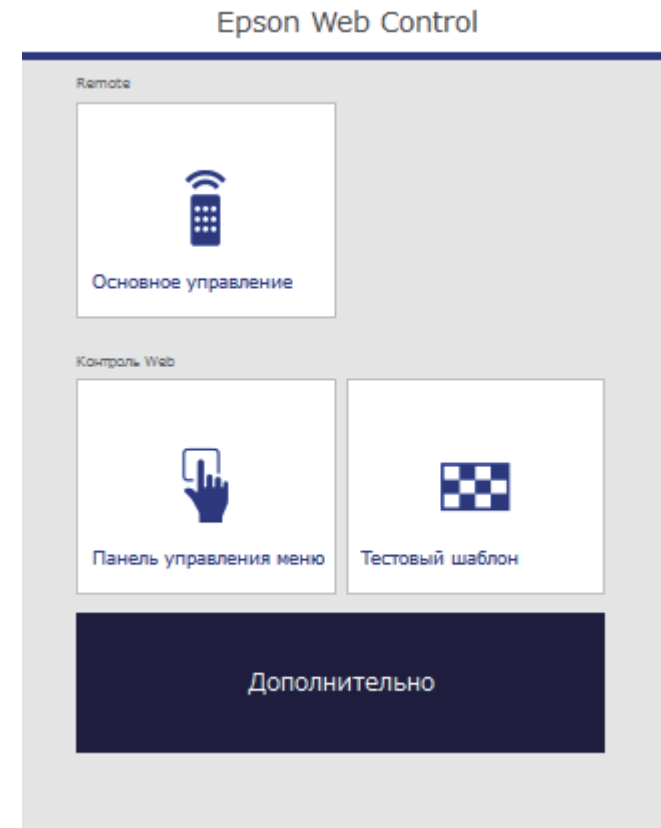 Epson Web Control
Remote
Основное управление
Контроль Web
Панель управления меню
Тестовый шаблон
Дополнительно